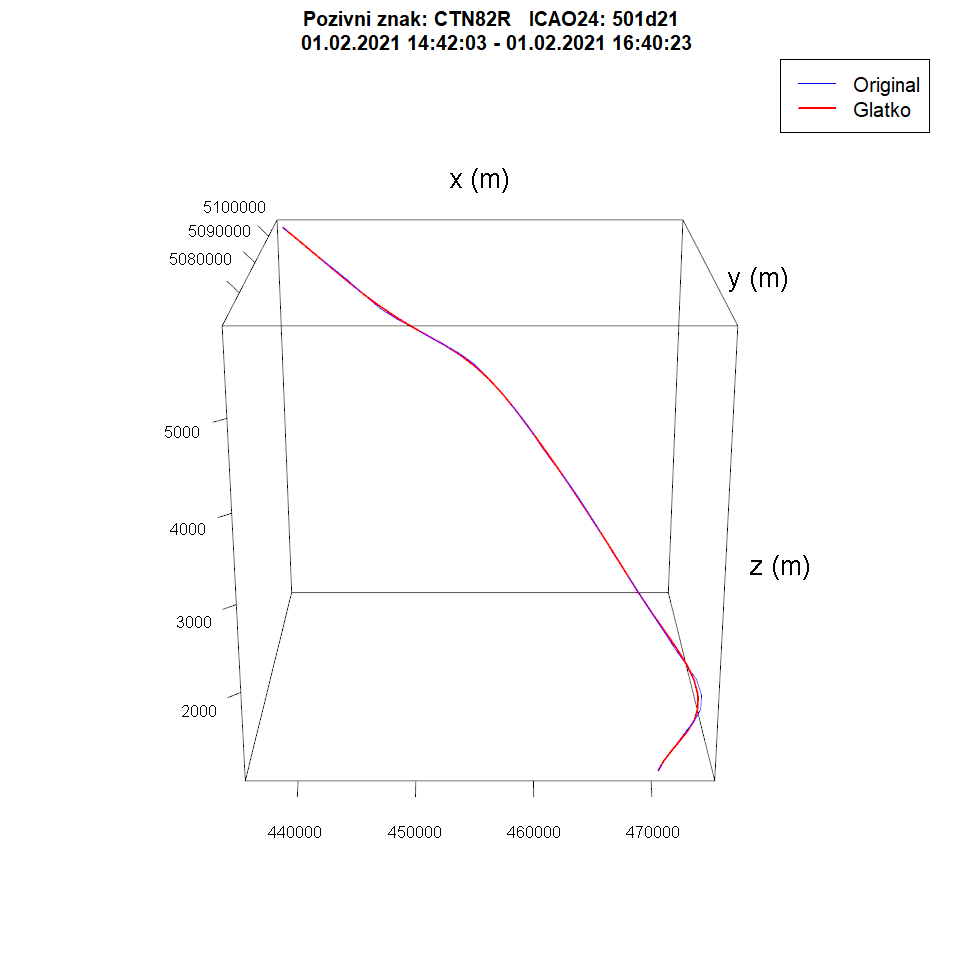 Pozivni znak: CTN82R   ICAO24: 501d21
01.02.2021 14:42:03 - 01.02.2021 16:40:23
Original
Glatko
x (m)
5100000
5090000
5080000
y (m)
5000
4000
z (m)
3000
2000
440000 450000 460000 470000